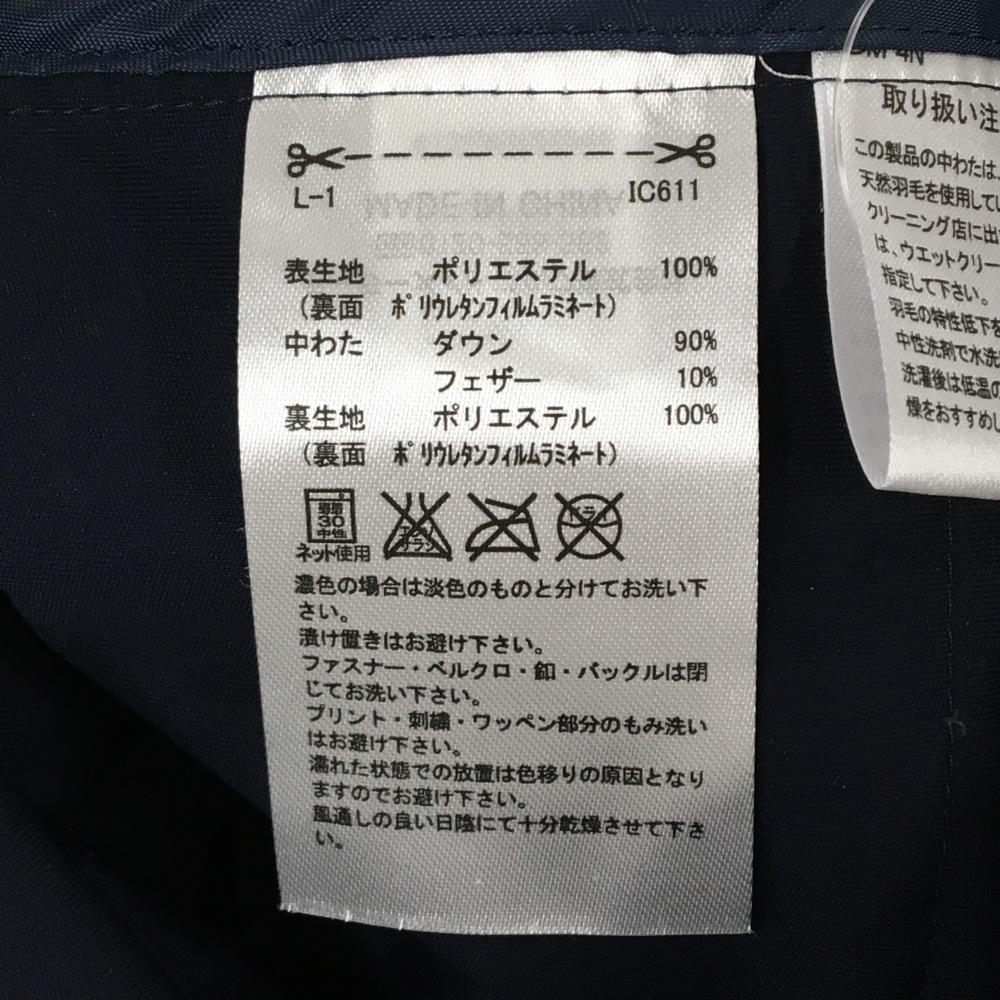 L-1 IC611
表生地 ポリエステル 100%
(裏面 ポリウレタンフィルムラミネート)
中わた ダウン 90%
フェザー 10%
裏生地 ポリエステル 100%
(裏面 ポリウレタンフィルムラミネート)
弱
30
中性
ネット使用
エンソ
サラシ
ドライ
濃色の場合は淡色のものと分けてお洗い下
さい。
漬け置きはお避け下さい。
ファスナー・ベルクロ・釦・バックルは閉
じてお洗い下さい。
プリント・刺繍・ワッペン部分のもみ洗い
はお避け下さい。
濡れた状態での放置は色移りの原因となり
ますのでお避け下さい。
風通しの良い日陰にて十分乾燥させて下さ
い。
取り扱い注
この製品の中わたは、
天然羽毛を使用してい
クリーニング店に出
は、ウエットクリー
指定して下さい。
羽毛の特性低下を
中性洗剤で水洗
洗濯後は低温の
燥をおすすめし